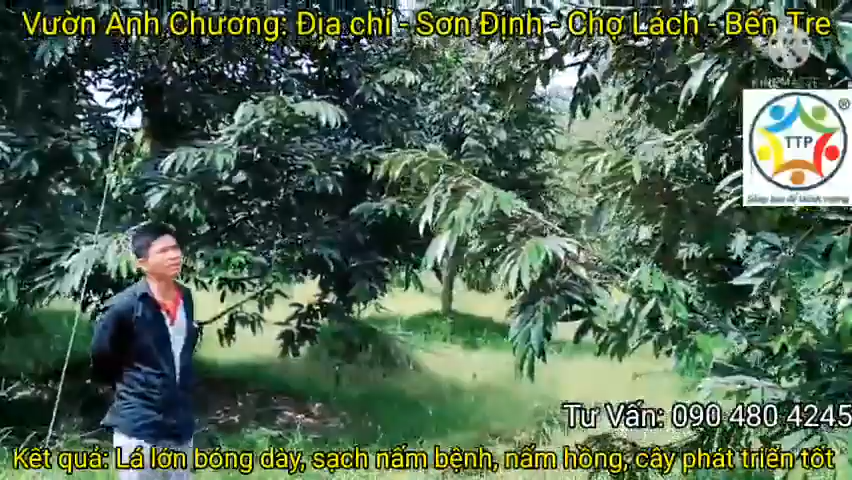 Vườn Anh Chương: Địa chỉ - Sơn Định - Chợ Lách - Bến Tre
®
TTP
Tư Vấn: 090 480 4245
Kết quả: Lá lớn bóng dày, sạch nấm bệnh, nấm hồng, cây phát triển tốt